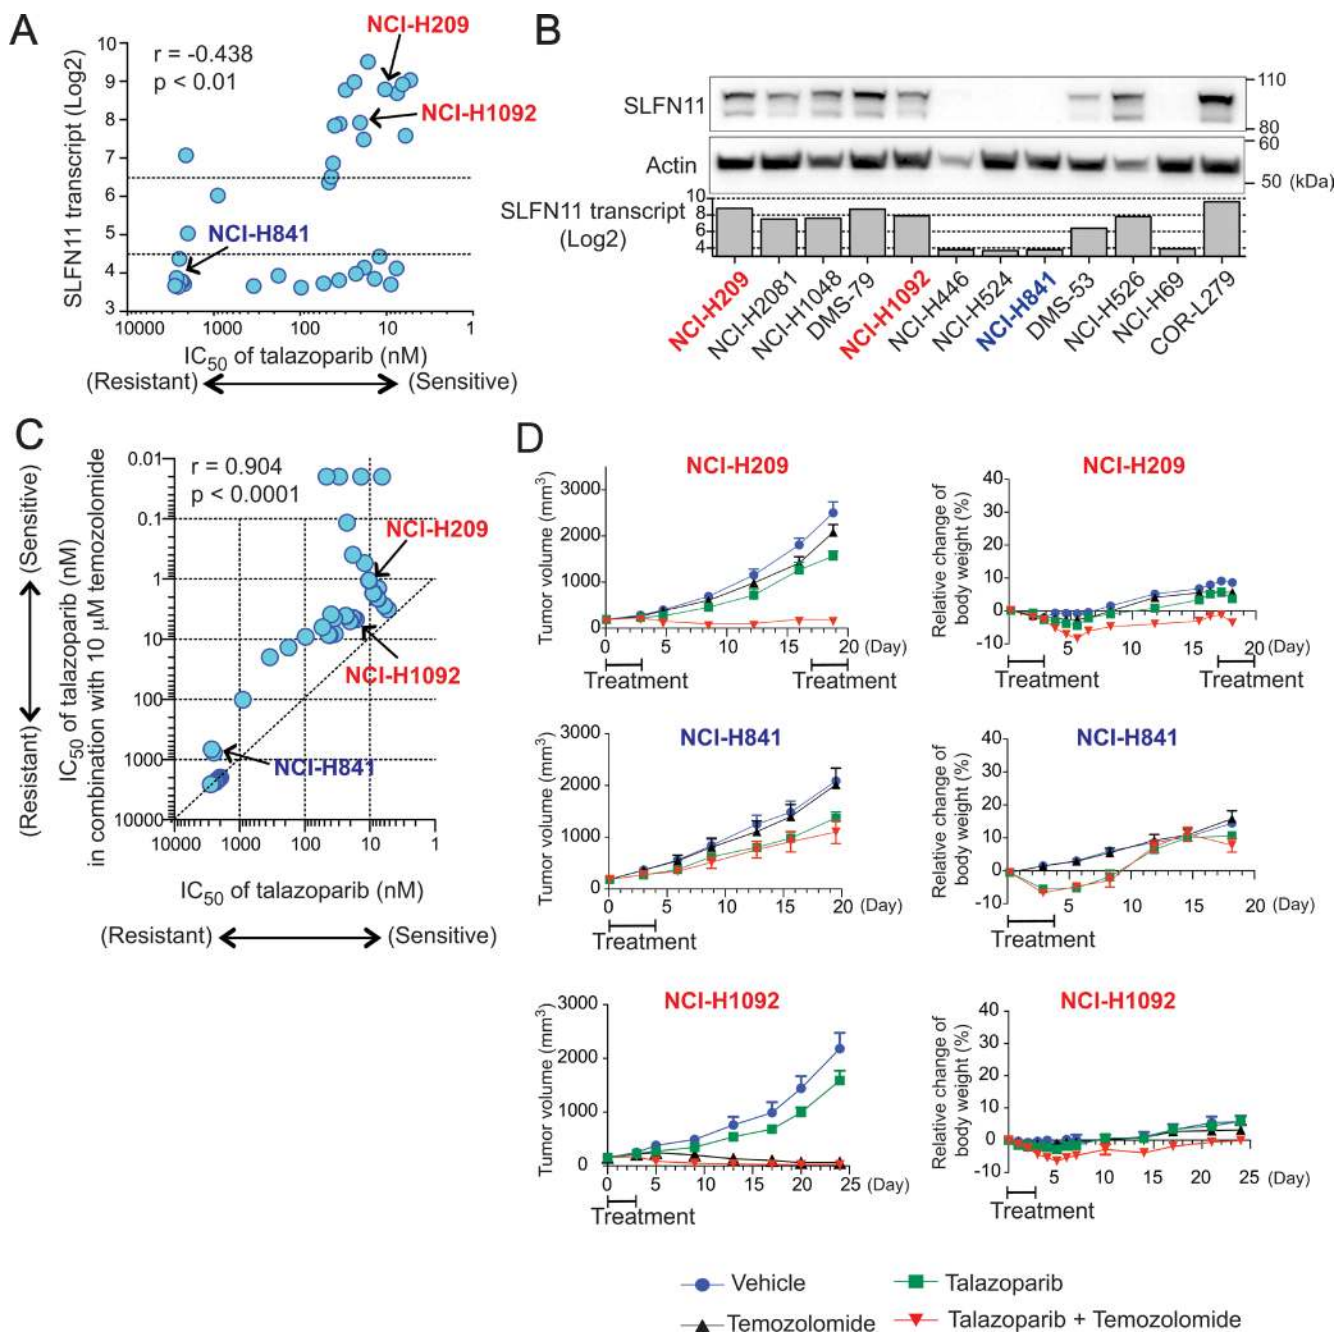 A
SLFN11 transcript (Log2)
10
9
8
7
6
5
4
3
r = -0.438
p < 0.01
NCI-H209
NCI-H1092
NCI-H841
10000 1000 100 10 1
IC50 of talazoparib (nM)
(Resistant) (Sensitive)
B
SLFN11
110
80
Actin
60
50 (kDa)
SLFN11 transcript
(Log2)
10
8
6
4
NCI-H209
NCI-H2081
NCI-H1048
DMS-79
NCI-H1092
NCI-H446
NCI-H524
NCI-H841
DMS-53
NCI-H526
NCI-H69
COR-L279
C
(Sensitive)
(Resistant)
IC50 of talazoparib (nM)
in combination with 10 μM temozolomide
0.01
0.1
1
10
100
1000
10000
r = 0.904
p < 0.0001
NCI-H209
NCI-H1092
NCI-H841
10000 1000 100 10 1
IC50 of talazoparib (nM)
(Resistant) (Sensitive)
D
NCI-H209
Tumor volume (mm3)
3000
2000
1000
0
0 5 10 15 20 (Day)
Treatment Treatment
NCI-H209
Relative change of
body weight (%)
40
30
20
10
0
-10
0 5 10 15 20 (Day)
Treatment Treatment
NCI-H841
Tumor volume (mm3)
3000
2000
1000
0
0 5 10 15 20 (Day)
Treatment
NCI-H841
Relative change of
body weight (%)
40
30
20
10
0
-10
0 5 10 15 20 (Day)
Treatment
NCI-H1092
Tumor volume (mm3)
3000
2000
1000
0
0 5 10 15 20 25 (Day)
Treatment
NCI-H1092
Relative change of
body weight (%)
40
30
20
10
0
-10
0 5 10 15 20 25 (Day)
Treatment
Vehicle
Talazoparib
Temozolomide
Talazoparib + Temozolomide